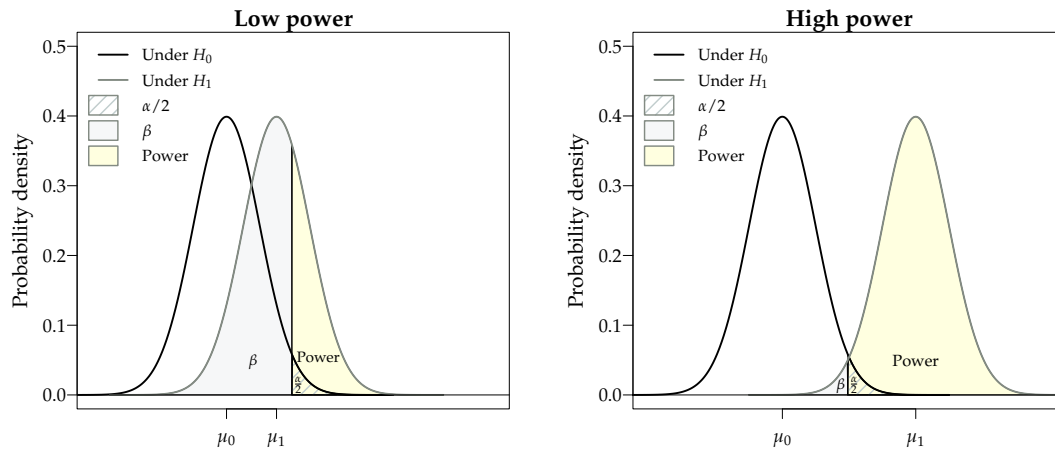 Low power
Under H₀
Under H₁
α/2
β
Power
Probability density
0.5
0.4
0.3
0.2
0.1
0.0
β
Power
α/2
μ₀
μ₁
High power
Under H₀
Under H₁
α/2
β
Power
Probability density
0.5
0.4
0.3
0.2
0.1
0.0
Power
β
α/2
μ₀
μ₁